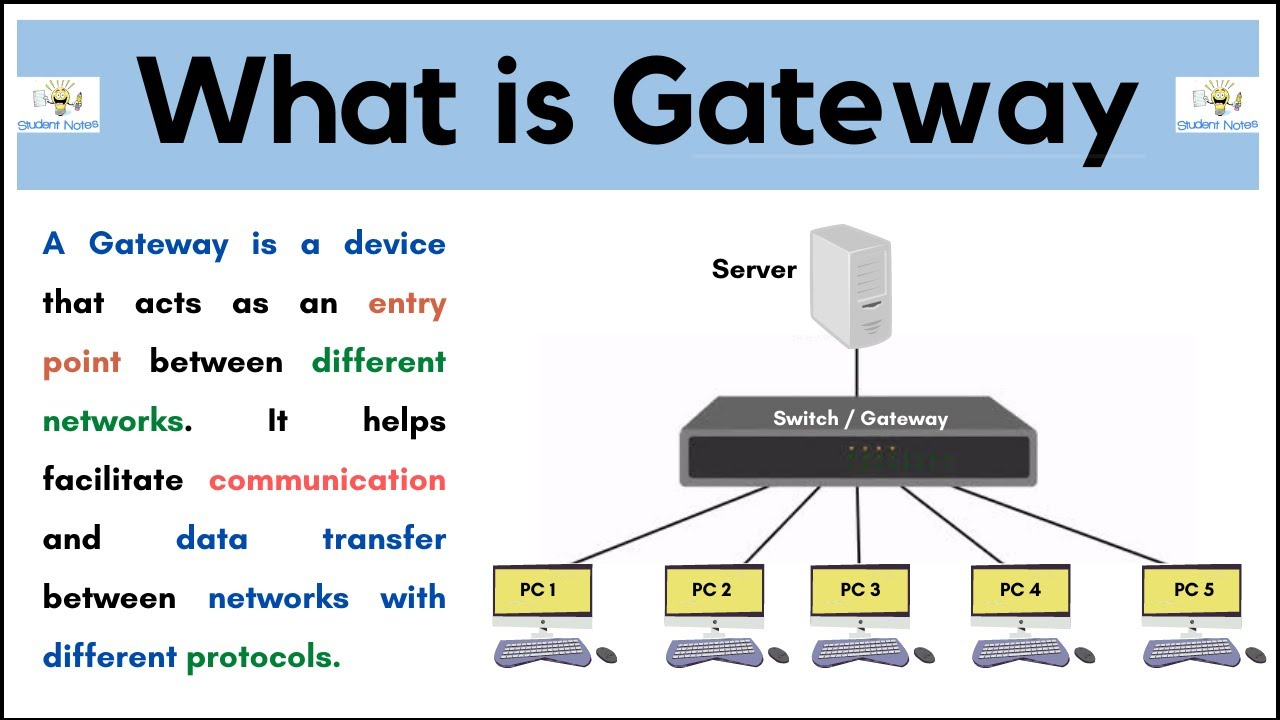 What is Gateway
Student Notes
Student Notes
A Gateway is a device
that acts as an entry
point between different
networks. It helps
facilitate communication
and data transfer
between networks with
different protocols.
Server
Switch / Gateway
PC 1
PC 2
PC 3
PC 4
PC 5